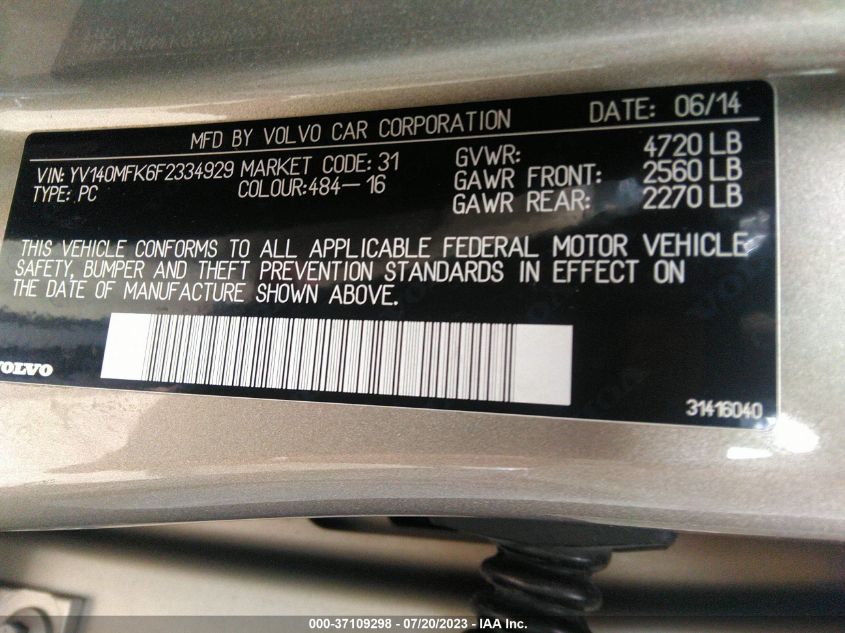 MFD BY VOLVO CAR CORPORATION DATE: 06/14
VIN: YV140MFK6F2334929 MARKET CODE: 31 GVWR: 4720 LB
TYPE: PC COLOUR:484-16 GAWR FRONT: 2560 LB
GAWR REAR: 2270 LB
THIS VEHICLE CONFORMS TO ALL APPLICABLE FEDERAL MOTOR VEHICLE
SAFETY, BUMPER AND THEFT PREVENTION STANDARDS IN EFFECT ON
THE DATE OF MANUFACTURE SHOWN ABOVE.
VOLVO
31416040
000-37109298 - 07/20/2023 - IAA Inc.